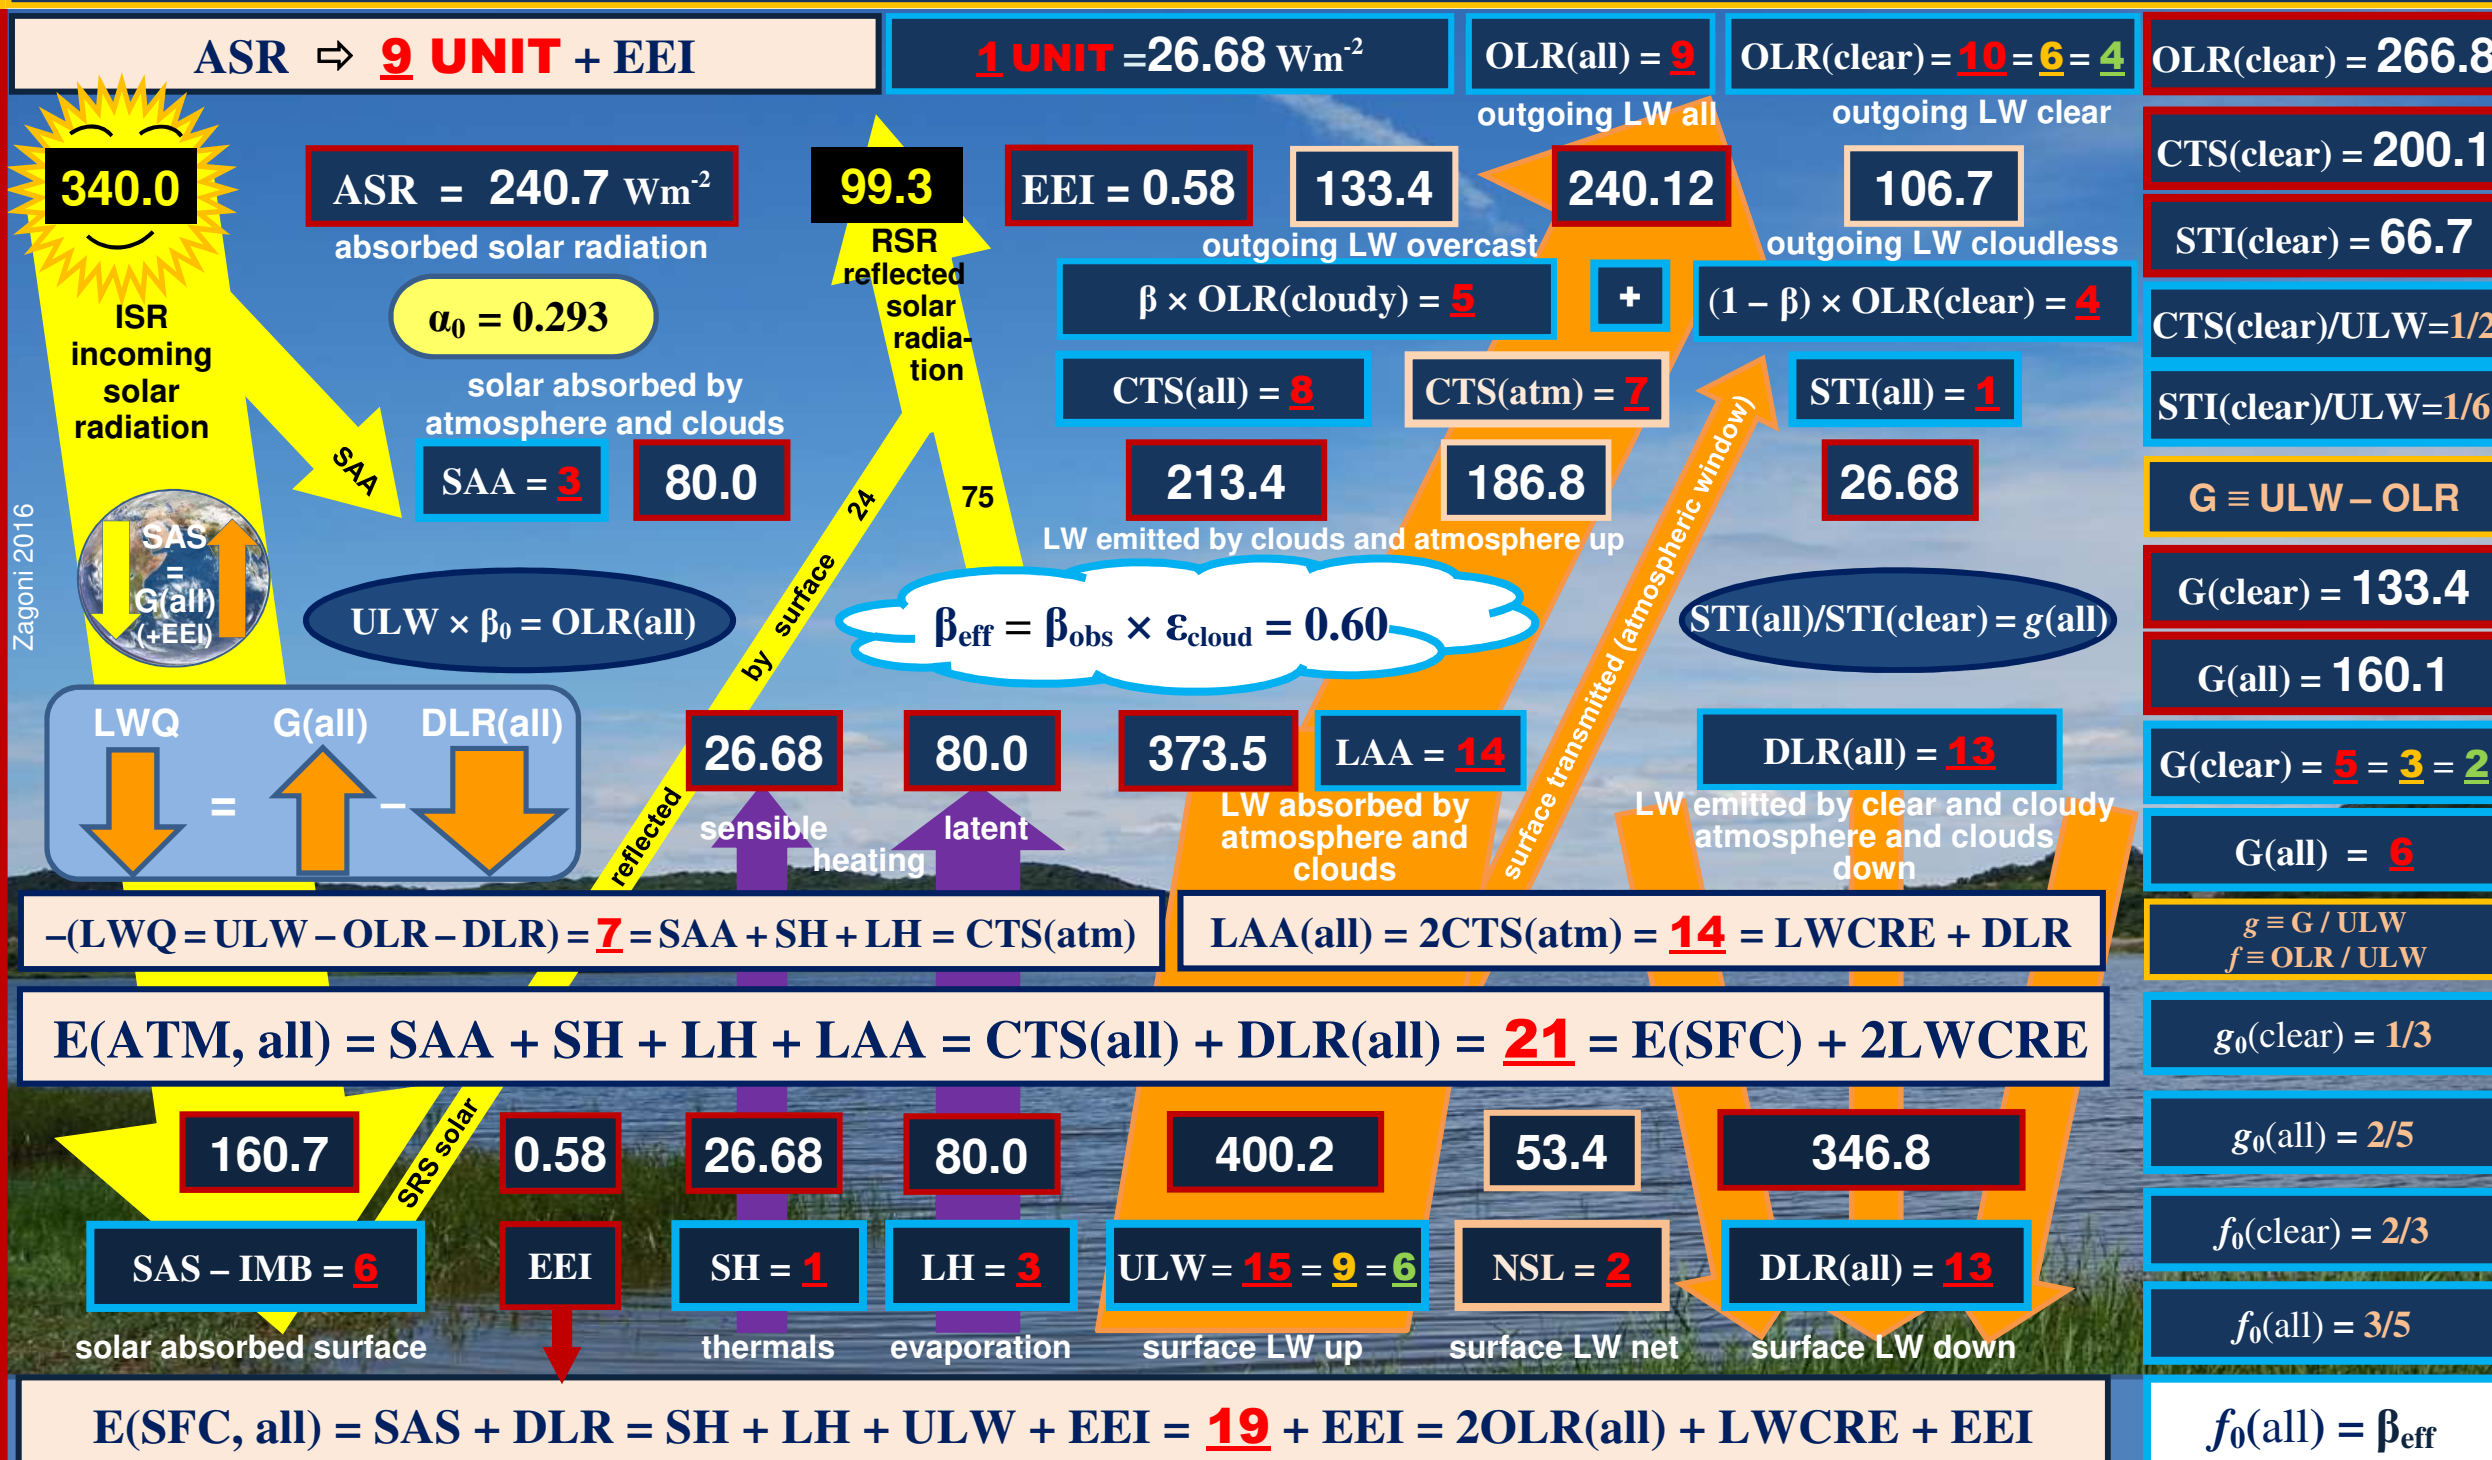 ASR ⇨ 9 UNIT + EEI
1 UNIT =26.68 Wm⁻²
OLR(all) = 9
OLR(clear) = 10 = 6 = 4
OLR(clear) = 266.8
outgoing LW all
outgoing LW clear
CTS(clear) = 200.1
340.0
ASR = 240.7 Wm⁻²
99.3
EEI = 0.58
133.4
240.12
106.7
STI(clear) = 66.7
absorbed solar radiation
RSR
reflected
solar
radia-
tion
outgoing LW overcast
outgoing LW cloudless
ISR
incoming
solar
radiation
α₀ = 0.293
β × OLR(cloudy) = 5
+
(1 – β) × OLR(clear) = 4
CTS(clear)/ULW=1/2
solar absorbed by
atmosphere and clouds
CTS(all) = 8
CTS(atm) = 7
STI(all) = 1
STI(clear)/ULW=1/6
SAA
SAA = 3
80.0
24
75
213.4
186.8
26.68
G ≡ ULW – OLR
LW emitted by clouds and atmosphere up
Zagoni 2016
SAS
=
G(all)
(+EEI)
ULW × β₀ = OLR(all)
βeff = βobs × εcloud = 0.60
STI(all)/STI(clear) = g(all)
G(clear) = 133.4
G(all) = 160.1
SRS solar reflected by surface
surface transmitted (atmospheric window)
LWQ
G(all)
DLR(all)
=
–
26.68
80.0
373.5
LAA = 14
DLR(all) = 13
G(clear) = 5 = 3 = 2
sensible
latent
heating
LW absorbed by
atmosphere and
clouds
LW emitted by clear and cloudy
atmosphere and clouds
down
G(all) = 6
–(LWQ = ULW – OLR – DLR) = 7 = SAA + SH + LH = CTS(atm)
LAA(all) = 2CTS(atm) = 14 = LWCRE + DLR
g ≡ G / ULW
f ≡ OLR / ULW
E(ATM, all) = SAA + SH + LH + LAA = CTS(all) + DLR(all) = 21 = E(SFC) + 2LWCRE
g₀(clear) = 1/3
160.7
0.58
26.68
80.0
400.2
53.4
346.8
g₀(all) = 2/5
SAS – IMB = 6
EEI
SH = 1
LH = 3
ULW = 15 = 9 = 6
NSL = 2
DLR(all) = 13
f₀(clear) = 2/3
solar absorbed surface
thermals
evaporation
surface LW up
surface LW net
surface LW down
f₀(all) = 3/5
E(SFC, all) = SAS + DLR = SH + LH + ULW + EEI = 19 + EEI = 2OLR(all) + LWCRE + EEI
f₀(all) = βeff